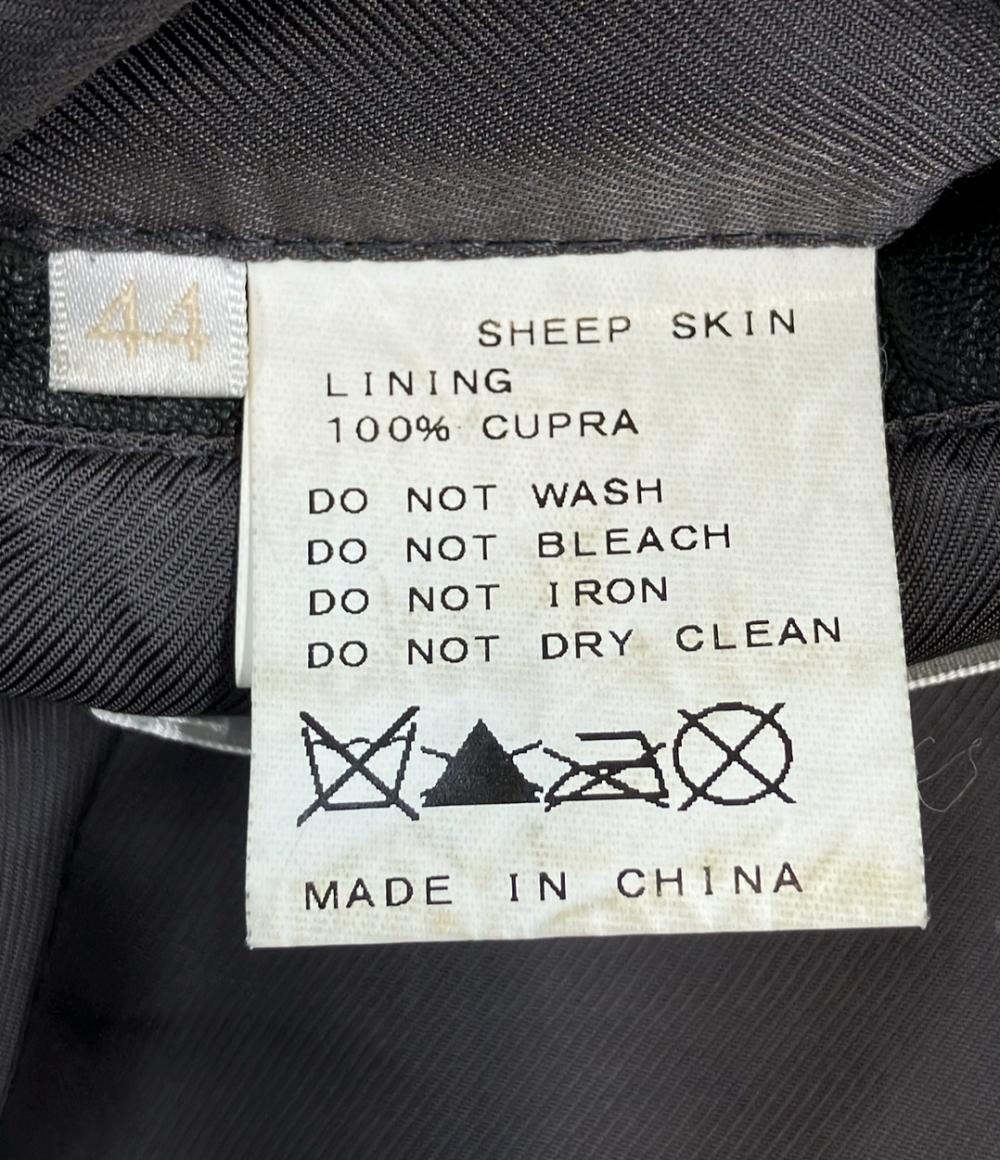 44
SHEEP SKIN
LINING
100% CUPRA
DO NOT WASH
DO NOT BLEACH
DO NOT IRON
DO NOT DRY CLEAN
MADE IN CHINA